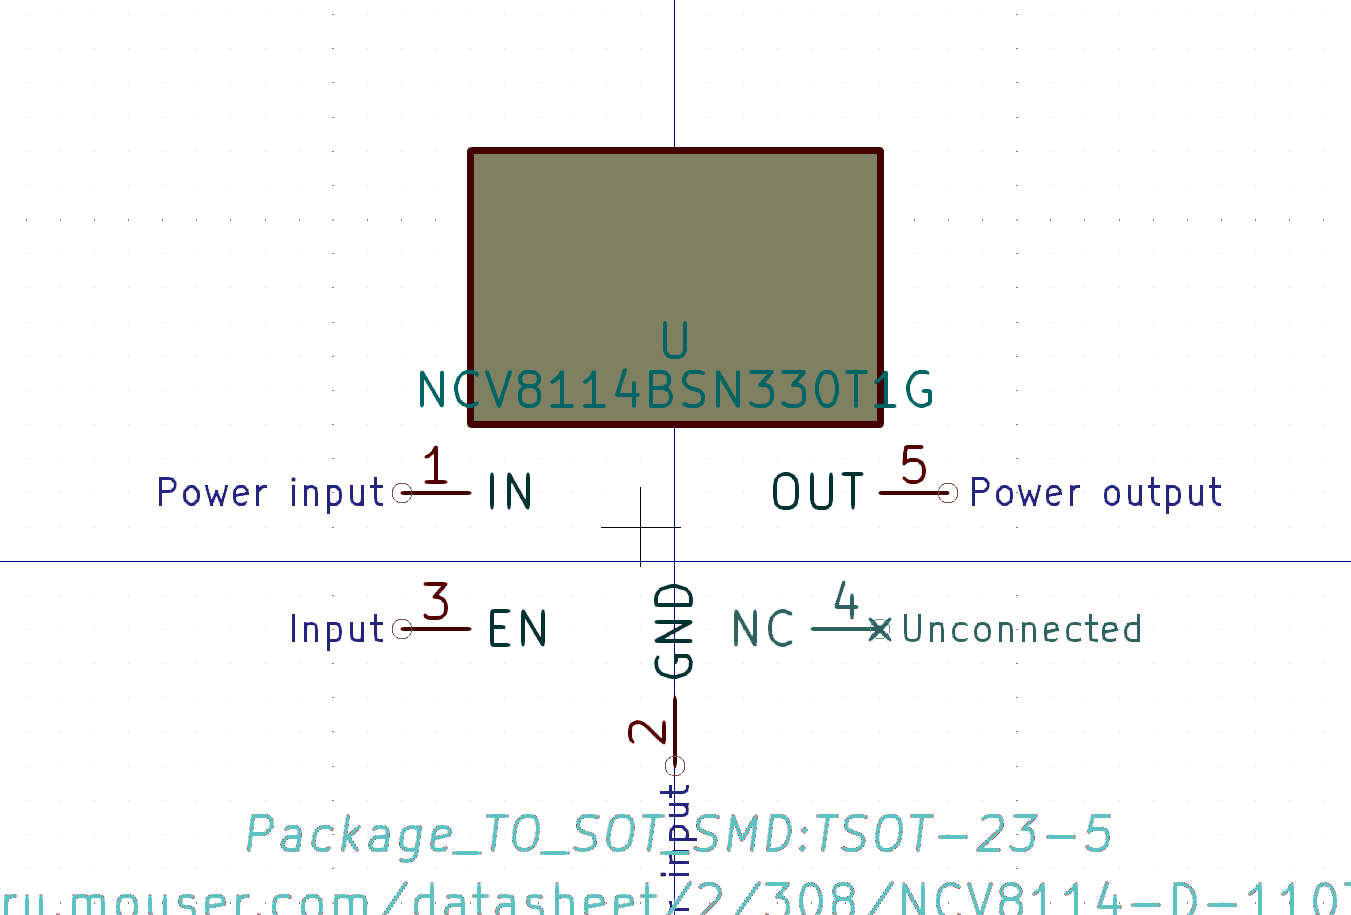 U
NCV8114BSN330T1G
Power input 1 IN OUT 5 Power output
Input 3 EN GND NC 4 Unconnected
2
input
Package_TO_SOT_SMD:TSOT-23-5
ru.mouser.com/datasheet/2/308/NCV8114-D-110